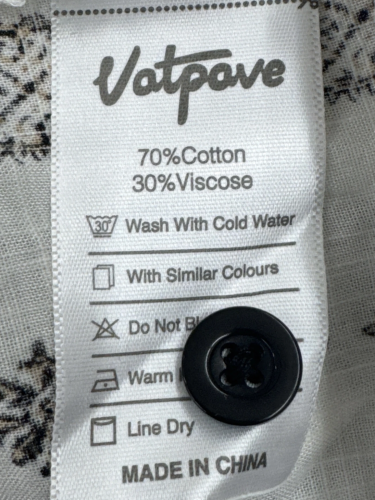 Vatpave
70%Cotton
30%Viscose
30°
Wash With Cold Water
With Similar Colours
Do Not
Warm
Line Dry
MADE IN CHINA